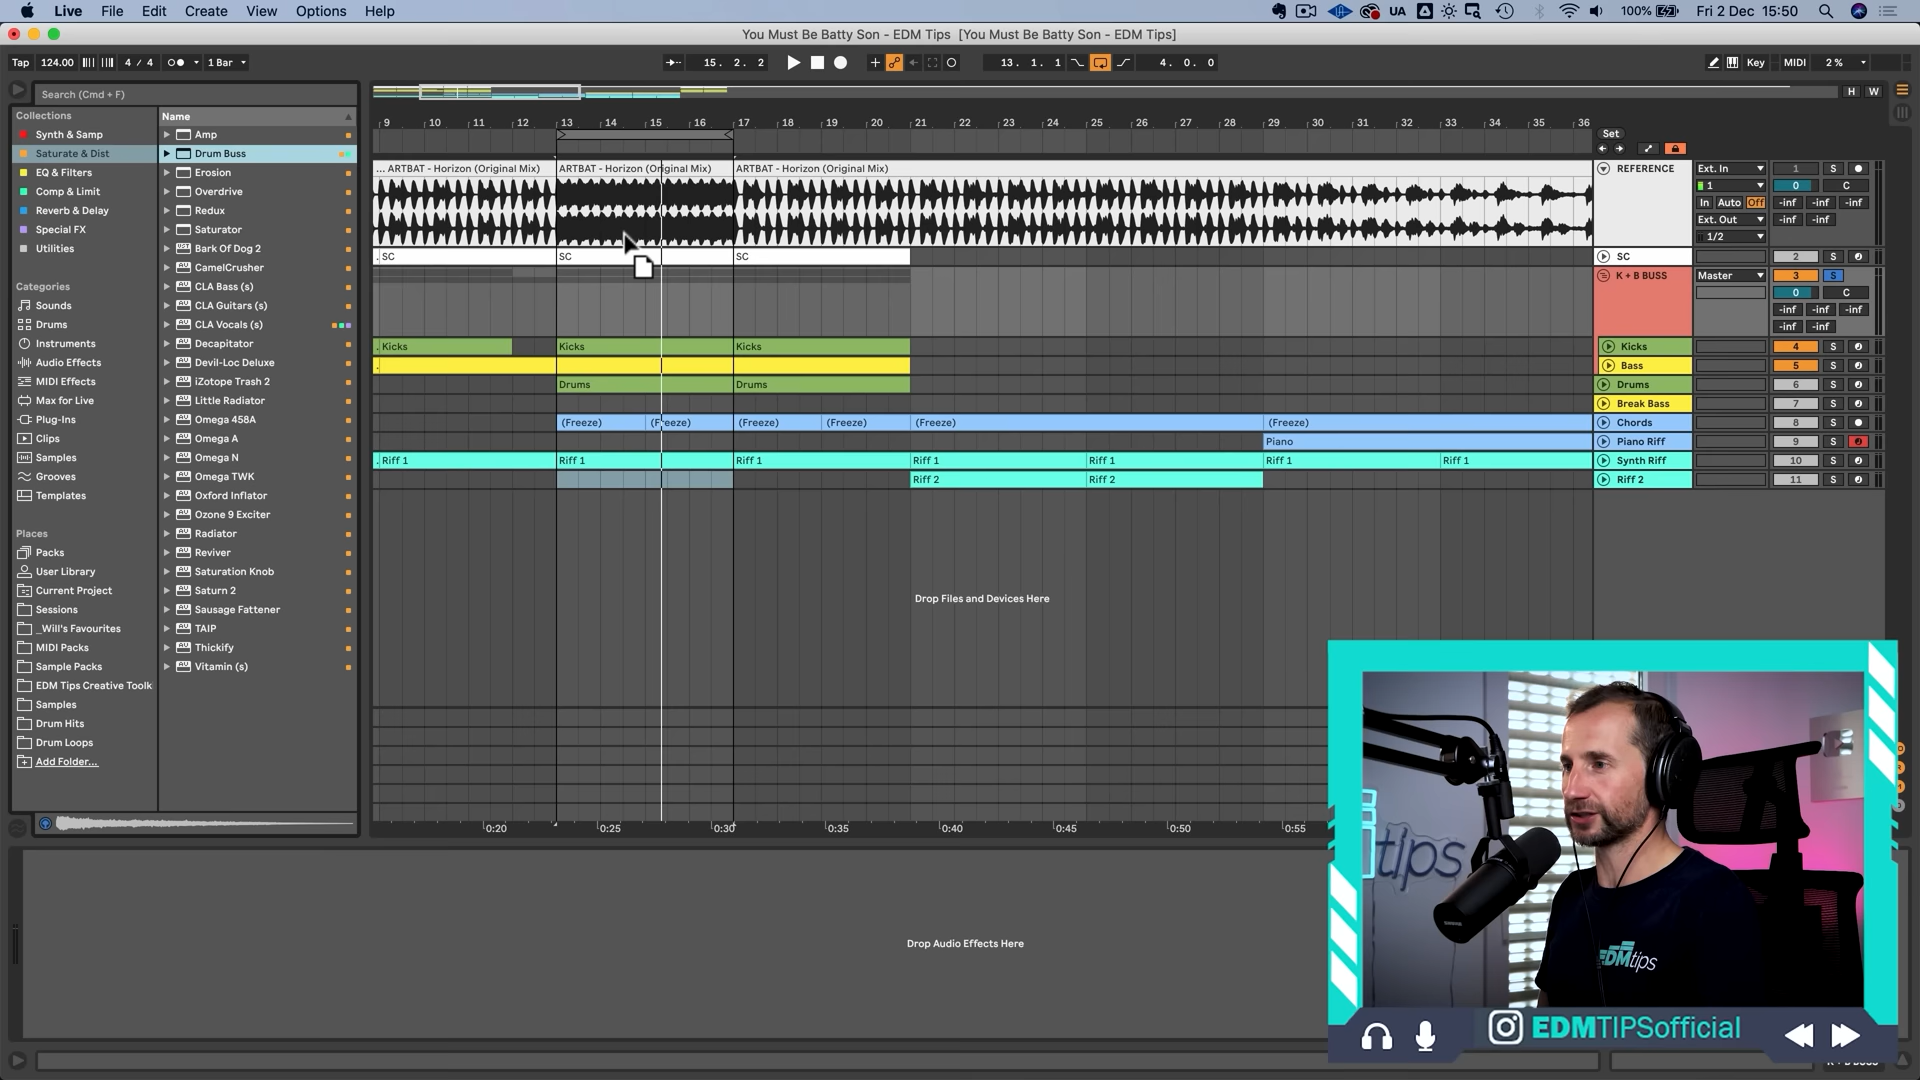 Live File Edit Create View Options Help
UA 100% Fri 2 Dec 15:50
You Must Be Batty Son - EDM Tips [You Must Be Batty Son - EDM Tips]
Tap 124.00 4 / 4 1 Bar 15. 2. 2 13. 1. 1 4. 0. 0 Key MIDI 2 %
Search (Cmd + F)
H W
Collections
Synth & Samp
Saturate & Dist
EQ & Filters
Comp & Limit
Reverb & Delay
Special FX
Utilities
Categories
Sounds
Drums
Instruments
Audio Effects
MIDI Effects
Max for Live
Plug-Ins
Clips
Samples
Grooves
Templates
Places
Packs
User Library
Current Project
Sessions
_Will's Favourites
MIDI Packs
Sample Packs
EDM Tips Creative Toolk
Samples
Drum Hits
Drum Loops
Add Folder...
Name
Amp
Drum Buss
Erosion
Overdrive
Redux
Saturator
Bark Of Dog 2
CamelCrusher
CLA Bass (s)
CLA Guitars (s)
CLA Vocals (s)
Decapitator
Devil-Loc Deluxe
iZotope Trash 2
Little Radiator
Omega 458A
Omega A
Omega N
Omega TWK
Oxford Inflator
Ozone 9 Exciter
Radiator
Reviver
Saturation Knob
Saturn 2
Sausage Fattener
TAIP
Thickify
Vitamin (s)
9 10 11 12 13 14 15 16 17 18 19 20 21 22 23 24 25 26 27 28 29 30 31 32 33 34 35 36
Set
... ARTBAT - Horizon (Original Mix) ARTBAT - Horizon (Original Mix) ARTBAT - Horizon (Original Mix)
REFERENCE Ext. In 1 S
1 0 C
In Auto Off -inf -inf -inf
Ext. Out -inf -inf
1/2
SC SC SC SC 2 S
K + B BUSS Master 3 S
0 C
-inf -inf -inf
-inf -inf
Kicks Kicks Kicks Kicks 4 S
Bass 5 S
Drums Drums Drums 6 S
Break Bass 7 S
(Freeze) (Freeze) (Freeze) (Freeze) (Freeze) (Freeze) Chords 8 S
Piano Piano Riff 9 S
Riff 1 Riff 1 Riff 1 Riff 1 Riff 1 Riff 1 Riff 1 Synth Riff 10 S
Riff 2 Riff 2 Riff 2 11 S
Drop Files and Devices Here
0:20 0:25 0:30 0:35 0:40 0:45 0:50 0:55
Drop Audio Effects Here
tips
EDMtips
EDMTIPSofficial